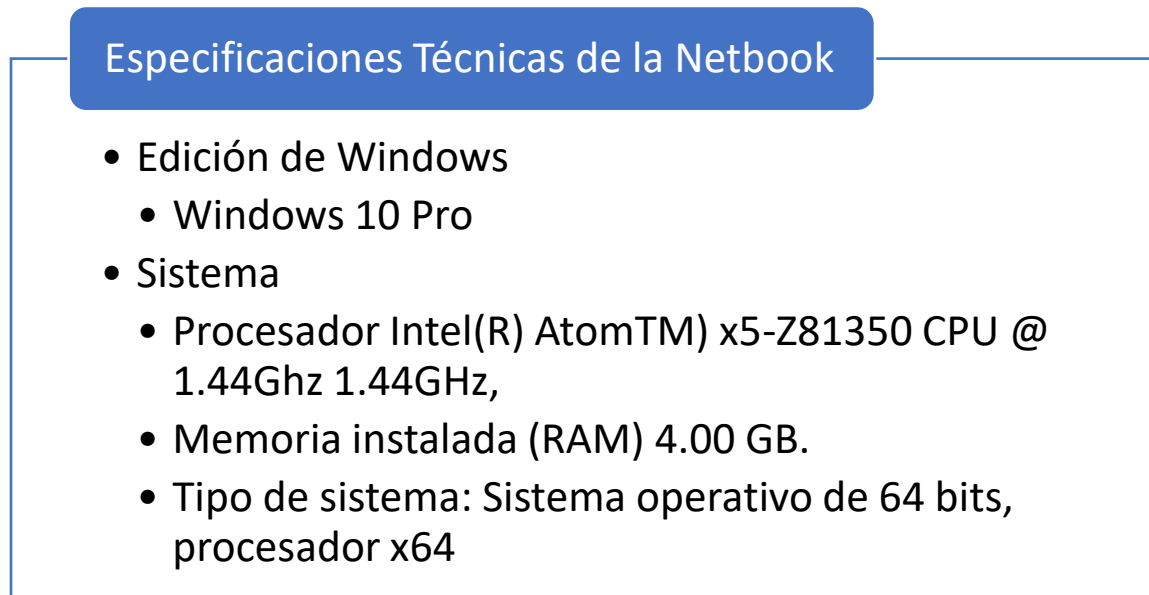 Especificaciones Técnicas de la Netbook
• Edición de Windows
• Windows 10 Pro
• Sistema
• Procesador Intel(R) AtomTM) x5-Z81350 CPU @
1.44Ghz 1.44GHz,
• Memoria instalada (RAM) 4.00 GB.
• Tipo de sistema: Sistema operativo de 64 bits,
procesador x64